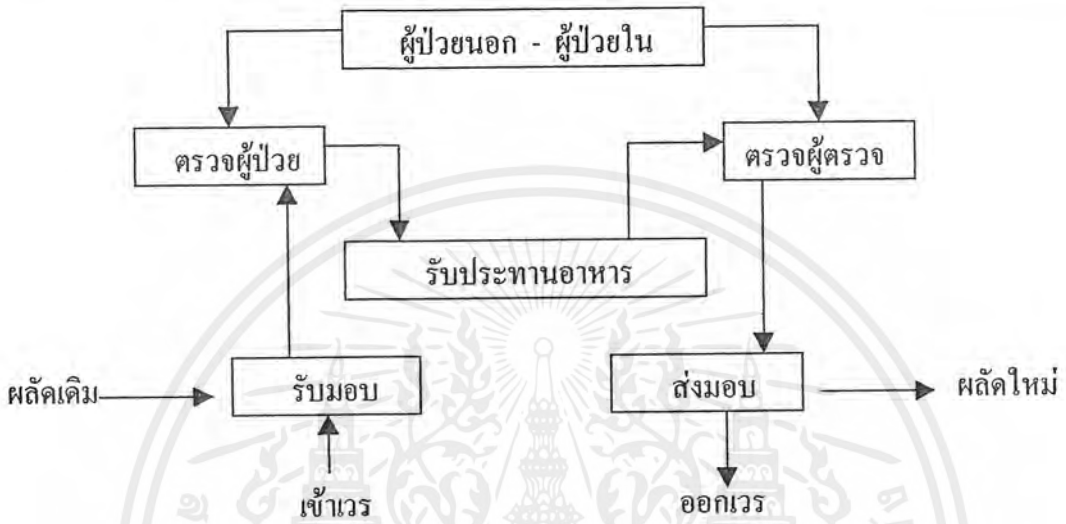 ผู้ป่วยนอก - ผู้ป่วยใน
ตรวจผู้ป่วย
ตรวจผู้ตรวจ
รับประทานอาหาร
ผลัดเดิม
รับมอบ
ส่งมอบ
ผลัดใหม่
เข้าเวร
ออกเวร